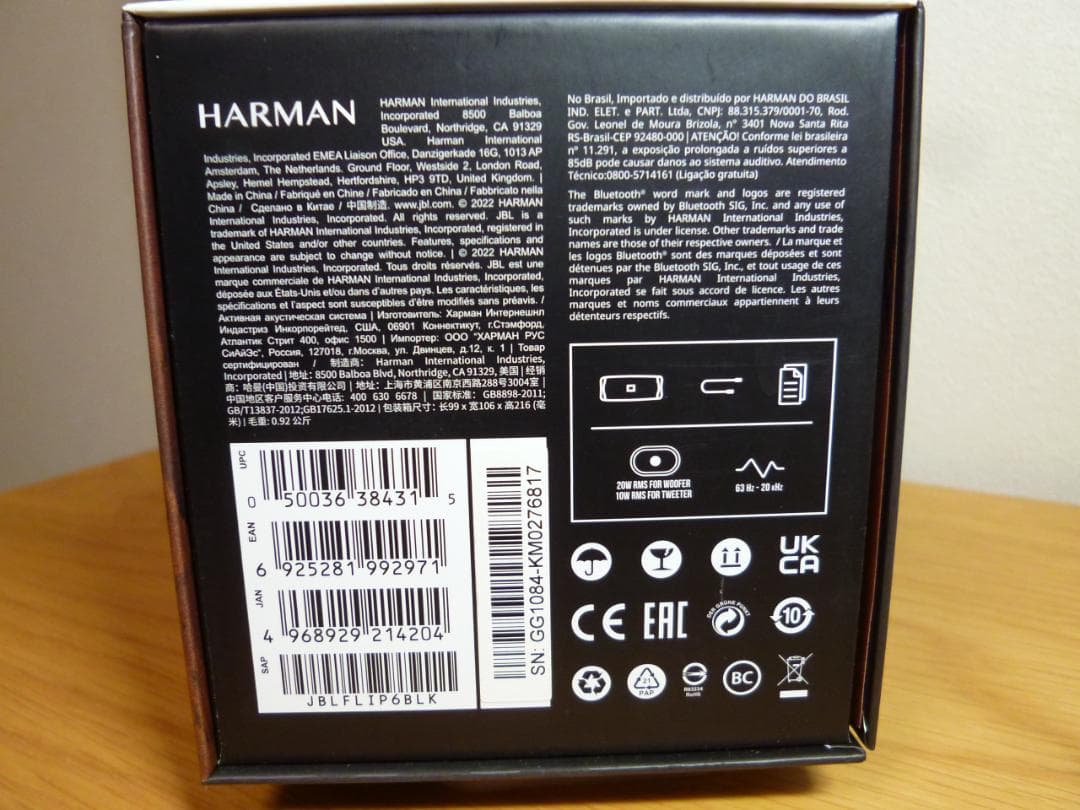 HARMAN
HARMAN International Industries,
Incorporated 8500 Balboa
Boulevard, Northridge, CA 91329
USA. Harman International
Industries, Incorporated EMEA Liaison Office, Danzigerkade 16G, 1013 AP
Amsterdam, The Netherlands. Ground Floor, Westside 2, London Road,
Apsley, Hemel Hempstead, Hertfordshire, HP3 9TD, United Kingdom. |
Made in China / Fabriqué en Chine / Fabricado en China / Fabbricato nella
China / Сделано в Китае / 中国制造. www.jbl.com. © 2022 HARMAN
International Industries, Incorporated. All rights reserved. JBL is a
trademark of HARMAN International Industries, Incorporated, registered in
the United States and/or other countries. Features, specifications and
appearance are subject to change without notice. | © 2022 HARMAN
International Industries, Incorporated. Tous droits réservés. JBL est une
marque commerciale de HARMAN International Industries, Incorporated,
déposée aux États-Unis et/ou dans d'autres pays. Les caractéristiques, les
spécifications et l'aspect sont susceptibles d'être modifiés sans préavis. /
Активная акустическая система | Изготовитель: Харман Интернешнл
Индастриз Инкорпорейтед, США, 06901 Коннектикут, г.Стэмфорд,
Атлантик Стрит 400, офис 1500 | Импортер: ООО "ХАРМАН РУС
СиАйЭс", Россия, 127018, г.Москва, ул. Двинцев, д.12, к. 1 | Товар
сертифицирован / 制造商: Harman International Industries,
Incorporated | 地址: 8500 Balboa Blvd, Northridge, CA 91329, 美国 | 经销
商: 哈曼(中国)投资有限公司 | 地址: 上海市黄浦区南京西路288号3004室 |
中国地区客户服务中心电话: 400 630 6678 | 国家标准: GB8898-2011;
GB/T13837-2012;GB17625.1-2012 | 包装箱尺寸: 长99 x 宽106 x 高216 (毫
米) | 毛重: 0.92 公斤
No Brasil, Importado e distribuído por HARMAN DO BRASIL
IND. ELET. e PART. Ltda, CNPJ: 88.315.379/0001-70, Rod.
Gov. Leonel de Moura Brizola, n° 3401 Nova Santa Rita
RS-Brasil-CEP 92480-000 | ATENÇÃO! Conforme lei brasileira
n° 11.291, a exposição prolongada a ruídos superiores a
85dB pode causar danos ao sistema auditivo. Atendimento
Técnico:0800-5714161 (Ligação gratuita)
The Bluetooth® word mark and logos are registered
trademarks owned by Bluetooth SIG, Inc. and any use of
such marks by HARMAN International Industries,
Incorporated is under license. Other trademarks and trade
names are those of their respective owners. / La marque et
les logos Bluetooth® sont des marques déposées et sont
détenues par the Bluetooth SIG, Inc., et tout usage de ces
marques par HARMAN International Industries,
Incorporated se fait sous accord de licence. Les autres
marques et noms commerciaux appartiennent à leurs
détenteurs respectifs.
20W RMS FOR WOOFER
10W RMS FOR TWEETER
63 Hz - 20 kHz
UPC
0 50036 38431 5
EAN
6 925281 992971
JAN
4 968929 214204
SAP
JBLFLIP6BLK
SN: GG1084-KM0276817
UK
CA
CE
EAC
DER GRÜNE PUNKT
10
21
PAP
RoHS
BC